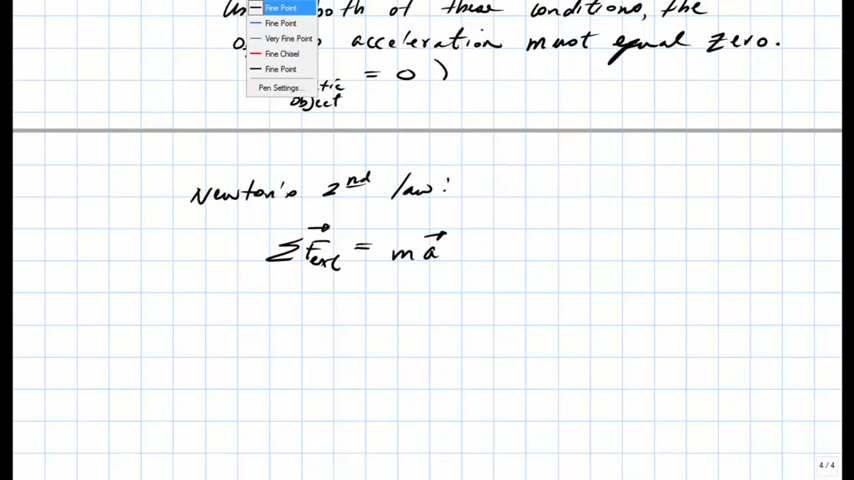 both of these conditions, the
acceleration must equal zero.
= 0 )
object
Fine Point
Fine Point
Very Fine Point
Fine Chisel
Fine Point
Pen Settings...
Newton's 2nd law:
ΣF⃗ext = ma⃗
4/4